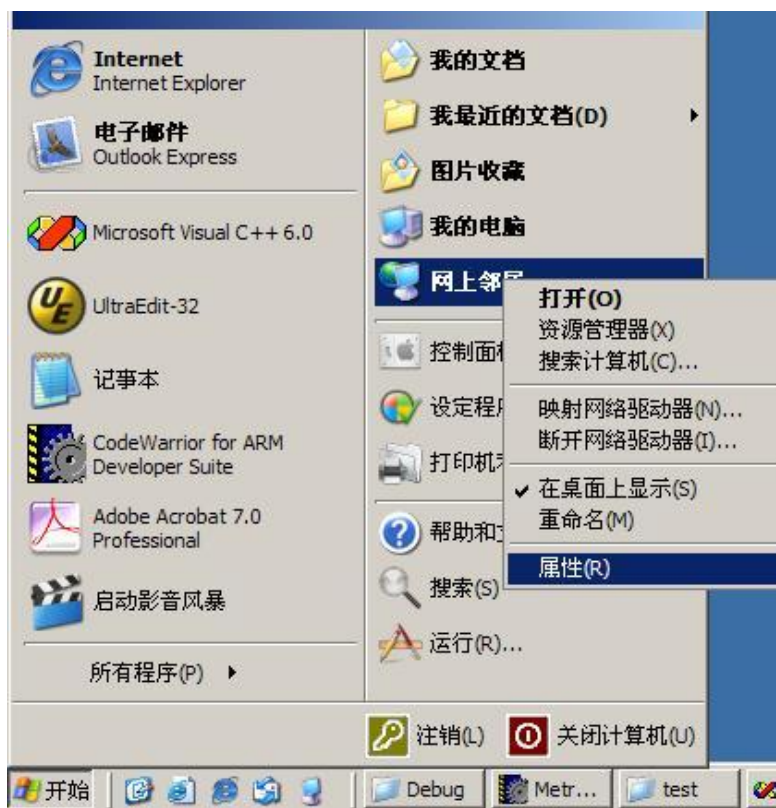 Internet
Internet Explorer
电子邮件
Outlook Express
Microsoft Visual C++ 6.0
UltraEdit-32
记事本
CodeWarrior for ARM
Developer Suite
Adobe Acrobat 7.0
Professional
启动影音风暴
所有程序(P)
我的文档
我最近的文档(D)
图片收藏
我的电脑
网上邻居
控制面板
设定程序
打印机
帮助和
搜索(S)
运行(R)...
打开(O)
资源管理器(X)
搜索计算机(C)...
映射网络驱动器(N)...
断开网络驱动器(I)...
在桌面上显示(S)
重命名(M)
属性(R)
注销(L)
关闭计算机(U)
开始
Debug
Metr...
test